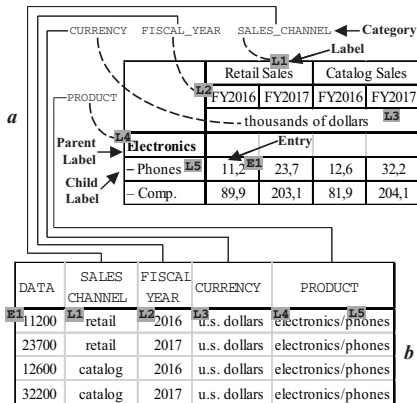 CURRENCY FISCAL_YEAR SALES_CHANNEL Category
L1 Label
Retail Sales Catalog Sales
L2 FY2016 FY2017 FY2016 FY2017
PRODUCT
thousands of dollars L3
a
L4
Parent Label Electronics
Entry
Child Label – Phones L5 11,2 E1 23,7 12,6 32,2
– Comp. 89,9 203,1 81,9 204,1
DATA SALES CHANNEL FISCAL YEAR CURRENCY PRODUCT
E1 L1 L2 L3 L4 L5
11200 retail 2016 u.s. dollars electronics/phones
23700 retail 2017 u.s. dollars electronics/phones
b
12600 catalog 2016 u.s. dollars electronics/phones
32200 catalog 2017 u.s. dollars electronics/phones